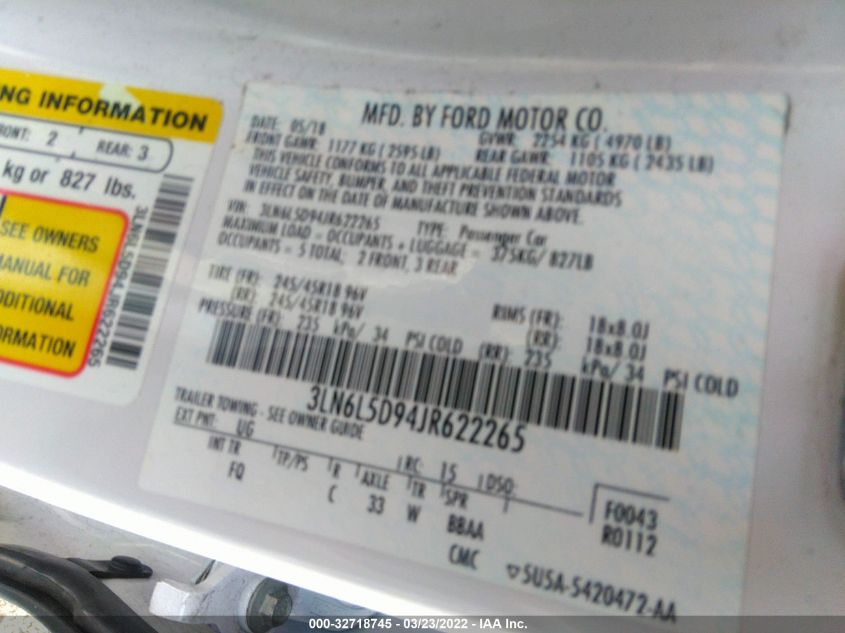 NG INFORMATION
RONT: 2 REAR: 3
kg or 827 lbs.
SEE OWNERS
MANUAL FOR
DDITIONAL
FORMATION
3LN6L5D94JR622265
MFD. BY FORD MOTOR CO.
DATE: 05/18 GVWR: 2254 KG ( 4970 LB)
FRONT GAWR: 1177 KG ( 2595 LB) REAR GAWR: 1105 KG ( 2435 LB)
THIS VEHICLE CONFORMS TO ALL APPLICABLE FEDERAL MOTOR
VEHICLE SAFETY, BUMPER, AND THEFT PREVENTION STANDARDS
IN EFFECT ON THE DATE OF MANUFACTURE SHOWN ABOVE.
VIN: 3LN6L5D94JR622265 TYPE: Passenger Car
MAXIMUM LOAD = OCCUPANTS + LUGGAGE = 375KG/ 827LB
OCCUPANTS = 5 TOTAL; 2 FRONT, 3 REAR
TIRE (FR): 245/45R18 96V RIMS (FR): 18x8.0J
(RR): 245/45R18 96V (RR): 18x8.0J
PRESSURE (FR): 235 kPa/ 34 PSI COLD (RR): 235 kPa/ 34 PSI COLD
3LN6L5D94JR622265
TRAILER TOWING - SEE OWNER GUIDE
EXT PNT: UG RC: 15 DSO:
INT TR TP/PS R AXLE TR SPR
FQ C 33 W BBAA
CMC
F0043
R0112
5U5A-5420472-AA
000-32718745 - 03/23/2022 - IAA Inc.